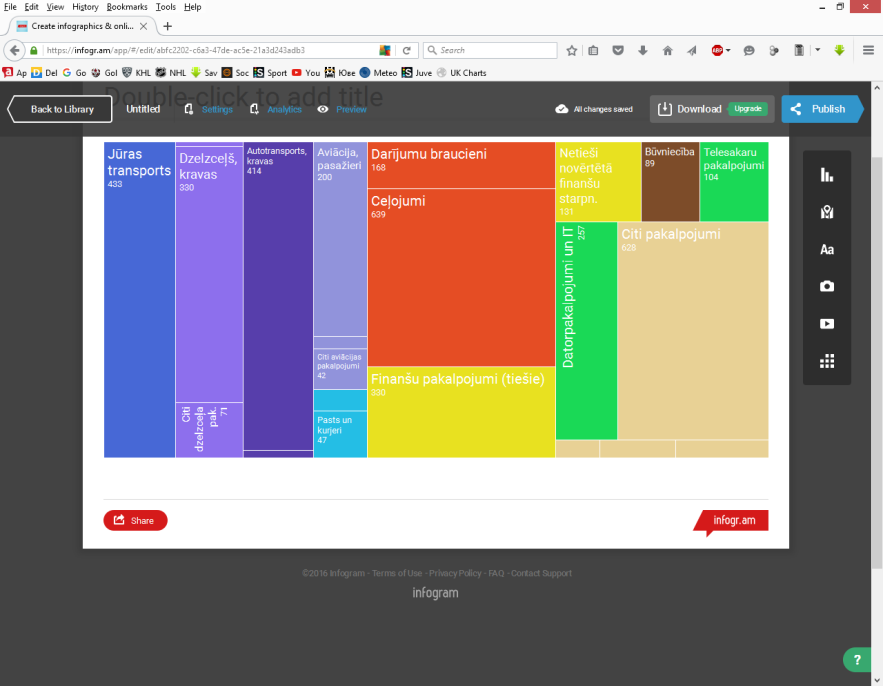 File Edit View History Bookmarks Tools Help
Create infographics & onli...
https://infogr.am/app/#/edit/abfc2202-c6a3-47de-ac5e-21a3d243adb3
Search
Ap Del Go Gol KHL NHL Sav Soc Sport You Юве Meteo Juve UK Charts
Double-click to add title
Back to Library Untitled Settings Analytics Preview All changes saved Download Upgrade Publish
Jūras
transports
433
Dzelzceļš,
kravas
330
Citi
dzelzceļa
pak.
71
Autotransports,
kravas
414
Aviācija,
pasažieri
200
Citi aviācijas
pakalpojumi
42
Pasts un
kurjeri
47
Darījumu braucieni
168
Ceļojumi
639
Finanšu pakalpojumi (tiešie)
330
Netieši
novērtētā
finanšu
starpn.
131
Būvniecība
89
Telesakaru
pakalpojumi
104
Datorpakalpojumi un IT
257
Citi pakalpojumi
628
Aa
Share
infogr.am
©2016 Infogram - Terms of Use - Privacy Policy - FAQ - Contact Support
infogram
?